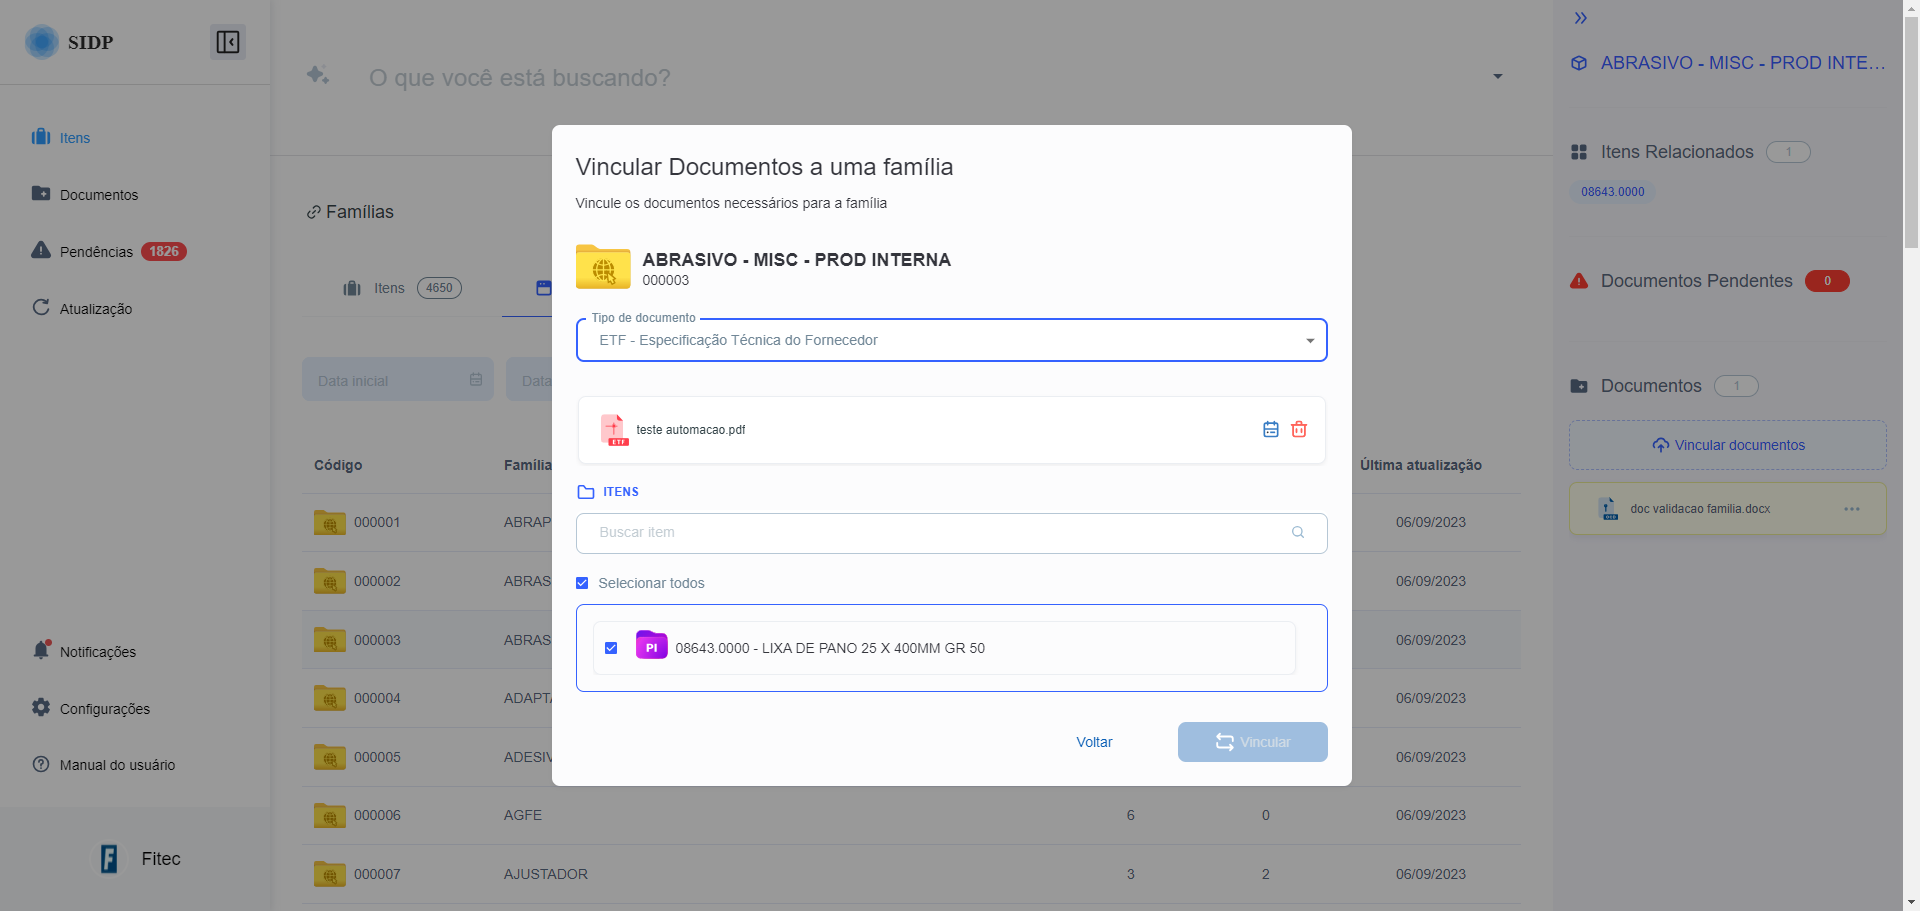 SIDP
Itens
Documentos
Pendências 1826
Atualização
Notificações
Configurações
Manual do usuário
Fitec
O que você está buscando?
Famílias
Itens 4650
Data inicial
Data
Código
Família
Última atualização
000001 ABRAP 06/09/2023
000002 ABRAS 06/09/2023
000003 ABRAS 06/09/2023
000004 ADAPTA 06/09/2023
000005 ADESIV 06/09/2023
000006 AGFE 6 0 06/09/2023
000007 AJUSTADOR 3 2 06/09/2023
Vincular Documentos a uma família
Vincule os documentos necessários para a família
ABRASIVO - MISC - PROD INTERNA
000003
Tipo de documento
ETF - Especificação Técnica do Fornecedor
ETF
teste automacao.pdf
ITENS
Buscar item
Selecionar todos
PI 08643.0000 - LIXA DE PANO 25 X 400MM GR 50
Voltar
Vincular
ABRASIVO - MISC - PROD INTE...
Itens Relacionados 1
08643.0000
Documentos Pendentes 0
Documentos 1
Vincular documentos
doc validacao familia.docx